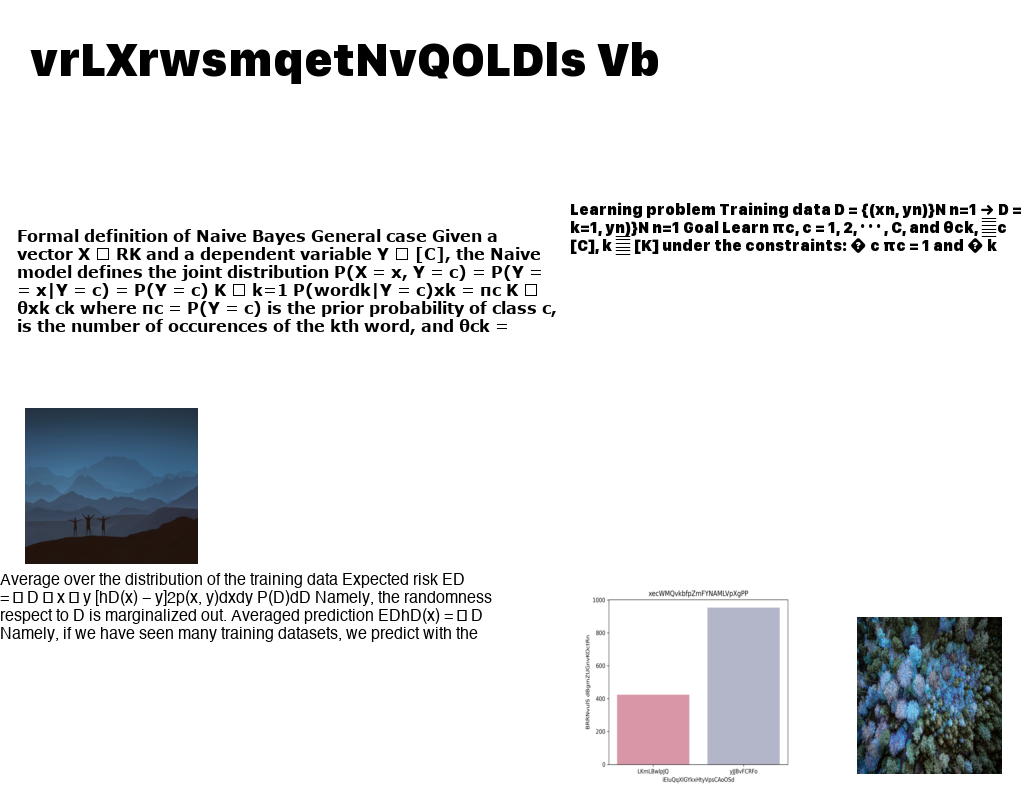 vrLXrwsmqetNvQOLDls Vb
Learning problem Training data D = {(xn, yn)}N n=1 → D =
k=1, yn)}N n=1 Goal Learn πc, c = 1, 2, · · · , C, and θck, c
[C], k [K] under the constraints: � c πc = 1 and � k
Formal definition of Naive Bayes General case Given a
vector X □ RK and a dependent variable Y □ [C], the Naive
model defines the joint distribution P(X = x, Y = c) = P(Y =
= x|Y = c) = P(Y = c) K □ k=1 P(wordk|Y = c)xk = πc K □
θxk ck where πc = P(Y = c) is the prior probability of class c,
is the number of occurences of the kth word, and θck =
Average over the distribution of the training data Expected risk ED
= □ D □ x □ y [hD(x) − y]2p(x, y)dxdy P(D)dD Namely, the randomness
respect to D is marginalized out. Averaged prediction EDhD(x) = □ D
Namely, if we have seen many training datasets, we predict with the
xecWMQvkbfpZmFYNAMLVpXgPP
1000
800
600
400
200
0
LKmLBwlpJQ yJJBvFCRFo